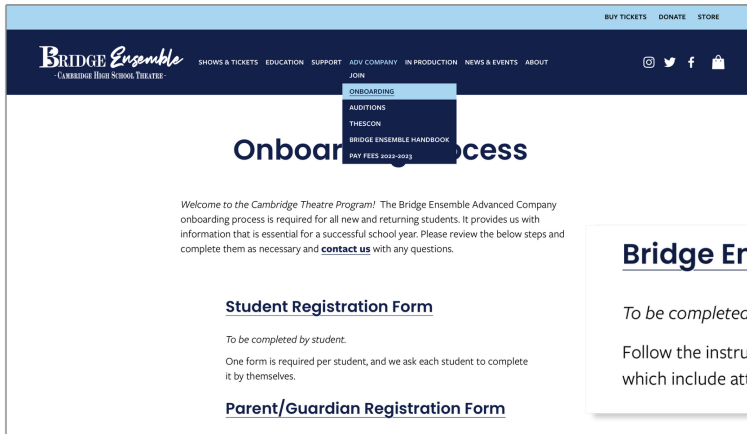 BUY TICKETS DONATE STORE
BRIDGE Ensemble
- CAMBRIDGE HIGH SCHOOL THEATRE -
SHOWS & TICKETS EDUCATION SUPPORT ADV COMPANY IN PRODUCTION NEWS & EVENTS ABOUT
JOIN
ONBOARDING
AUDITIONS
THESCON
BRIDGE ENSEMBLE HANDBOOK
PAY FEES 2022-2023
Onboar cess
Welcome to the Cambridge Theatre Program! The Bridge Ensemble Advanced Company
onboarding process is required for all new and returning students. It provides us with
information that is essential for a successful school year. Please review the below steps and
complete them as necessary and contact us with any questions.
Student Registration Form
To be completed by student.
One form is required per student, and we ask each student to complete
it by themselves.
Parent/Guardian Registration Form
Bridge En
To be completed
Follow the instru
which include att